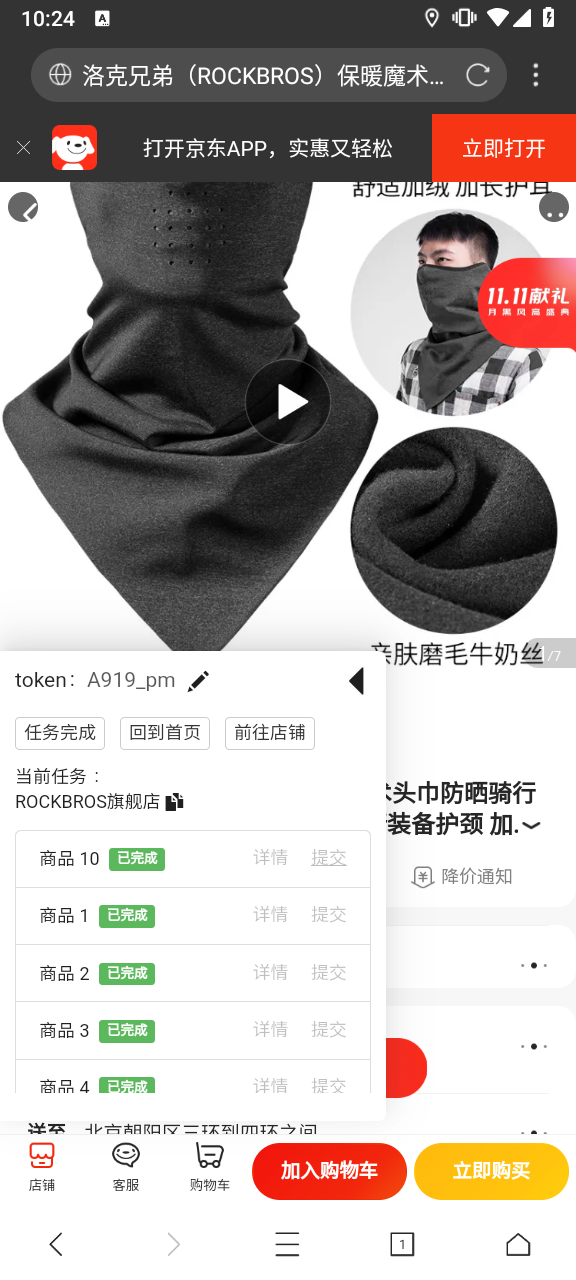 10:24
A
洛克兄弟（ROCKBROS）保暖魔术...
打开京东APP，实惠又轻松
立即打开
舒适加绒 加长护耳
11.11献礼
月黑风高盛典
亲肤磨毛牛奶丝
/7
token： A919_pm
任务完成 回到首页 前往店铺
当前任务：
ROCKBROS旗舰店
头巾防晒骑行
装备护颈 加.
降价通知
商品 10 已完成 详情 提交
商品 1 已完成 详情 提交
商品 2 已完成 详情 提交
商品 3 已完成 详情 提交
商品 4 已完成 详情 提交
送至 北京朝阳区三环到四环之间
店铺 客服 购物车 加入购物车 立即购买
1